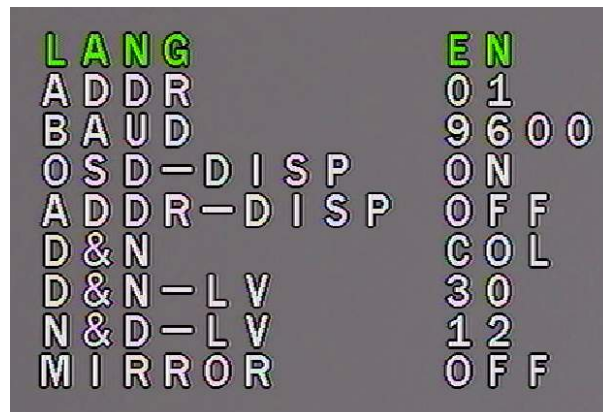 LANG EN
ADDR 01
BAUD 9600
OSD-DISP ON
ADDR-DISP OFF
D&N COL
D&N-LV 30
N&D-LV 12
MIRROR OFF